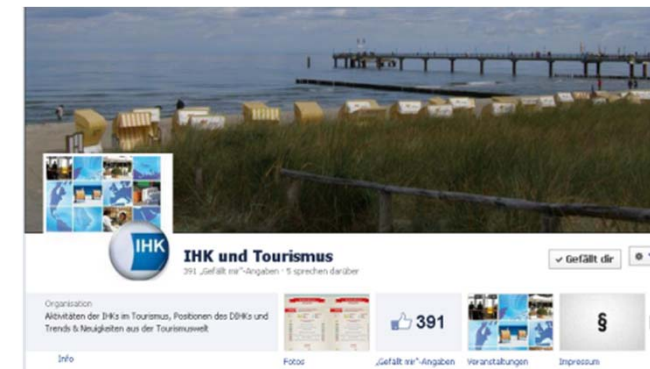 IHK
IHK und Tourismus
391 „Gefällt mir“-Angaben · 5 sprechen darüber
✓ Gefällt dir
Organisation
Aktivitäten der IHKs im Tourismus, Positionen des DIHKs und
Trends & Neuigkeiten aus der Tourismuswelt
Info
391
§
Fotos
„Gefällt mir“-Angaben
Veranstaltungen
Impressum